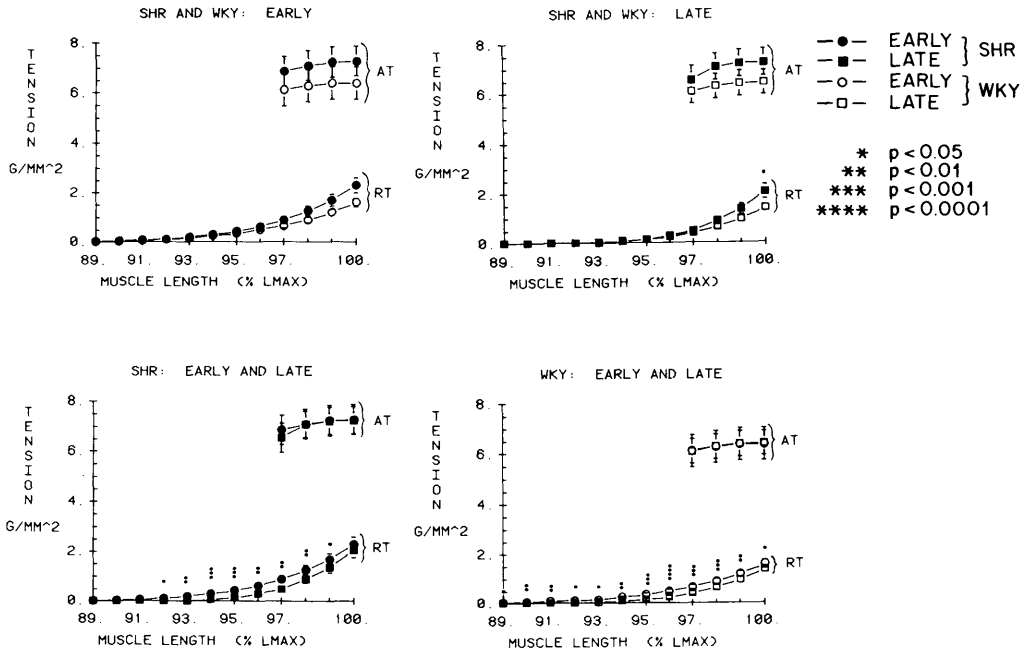 SHR AND WKY: EARLY
TENSION
G/MM^2
8.
6.
4.
2.
0.
AT
RT
89. 91. 93. 95. 97. 100.
MUSCLE LENGTH (% LMAX)
SHR AND WKY: LATE
TENSION
G/MM^2
8.
6.
4.
2.
0.
AT
RT
89. 91. 93. 95. 97. 100.
MUSCLE LENGTH (% LMAX)
EARLY
LATE
SHR
EARLY
LATE
WKY
* p<0.05
** p<0.01
*** p<0.001
**** p<0.0001
SHR: EARLY AND LATE
TENSION
G/MM^2
8.
6.
4.
2.
0.
AT
RT
89. 91. 93. 95. 97. 100.
MUSCLE LENGTH (% LMAX)
WKY: EARLY AND LATE
TENSION
G/MM^2
8.
6.
4.
2.
0.
AT
RT
89. 91. 93. 95. 97. 100.
MUSCLE LENGTH (% LMAX)